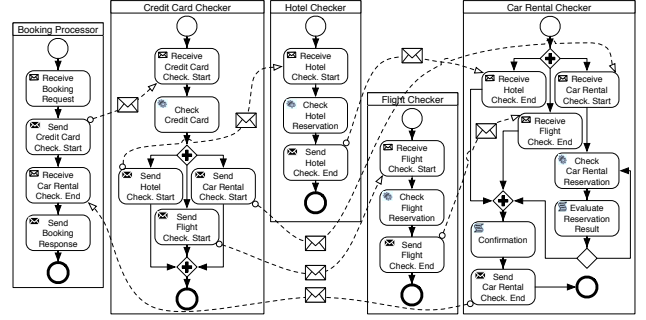 Booking Processor
Receive
Booking
Request
Send
Credit Card
Check. Start
Receive
Car Rental
Check. End
Send
Booking
Response
Credit Card Checker
Receive
Credit Card
Check. Start
Check
Credit Card
Send
Hotel
Check. Start
Send
Car Rental
Check. Start
Send
Flight
Check. Start
Hotel Checker
Receive
Hotel
Check. Start
Check
Hotel
Reservation
Send
Hotel
Check. End
Flight Checker
Receive
Flight
Check. Start
Check
Flight
Reservation
Send
Flight
Check. End
Car Rental Checker
Receive
Hotel
Check. End
Receive
Car Rental
Check. Start
Receive
Flight
Check. End
Check
Car Rental
Reservation
Evaluate
Reservation
Result
Confirmation
Send
Car Rental
Check. End